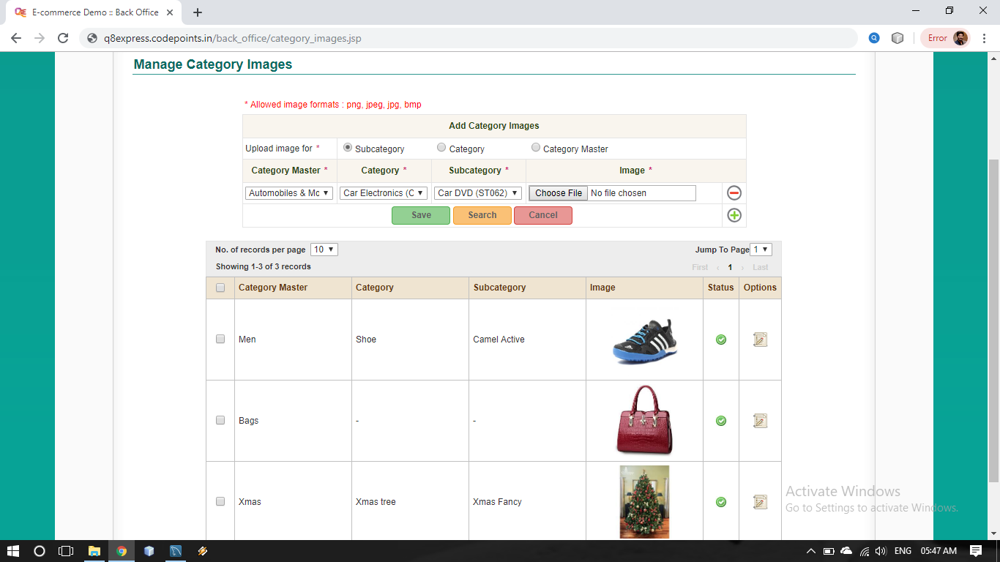 E-commerce Demo :: Back Office
q8express.codepoints.in/back_office/category_images.jsp
Error
Manage Category Images
* Allowed image formats : png, jpeg, jpg, bmp
Add Category Images
Upload image for * Subcategory Category Category Master
Category Master * Category * Subcategory * Image *
Automobiles & Mc Car Electronics (C Car DVD (ST062) Choose File No file chosen
Save Search Cancel
No. of records per page 10 Jump To Page 1
Showing 1-3 of 3 records First ‹ 1 › Last
Category Master Category Subcategory Image Status Options
Men Shoe Camel Active
Bags - -
Xmas Xmas tree Xmas Fancy
Activate Windows
Go to Settings to activate Windows.
ENG 05:47 AM